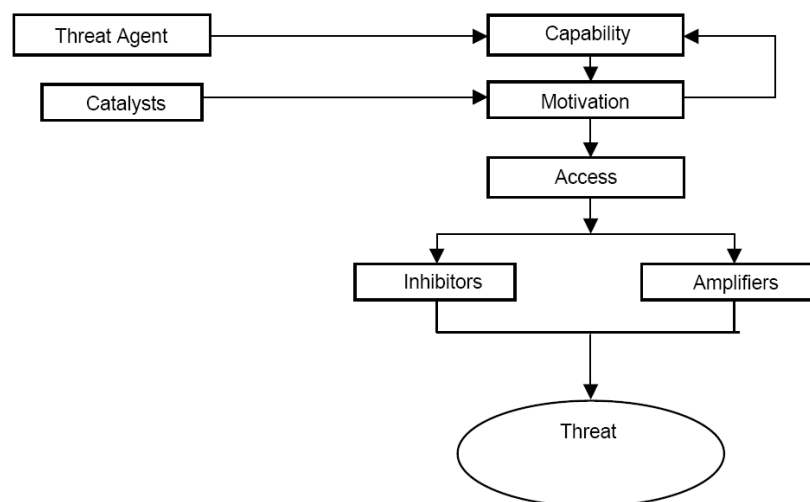 Threat Agent
Capability
Catalysts
Motivation
Access
Inhibitors
Amplifiers
Threat